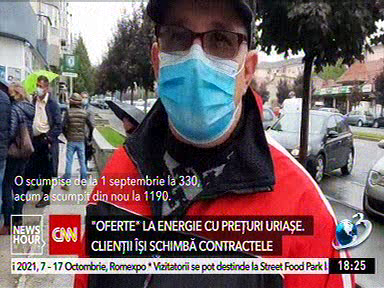 O scumpise de la 1 septembrie la 330,
acum a scumpit din nou la 1190.
NEWS
HOUR
CNN
"OFERTE" LA ENERGIE CU PREȚURI URIAȘE.
CLIENȚII ÎȘI SCHIMBĂ CONTRACTELE
3
i 2021, 7 - 17 Octombrie, Romexpo* Vizitatorii se pot destinde la Street Food Park
18:25